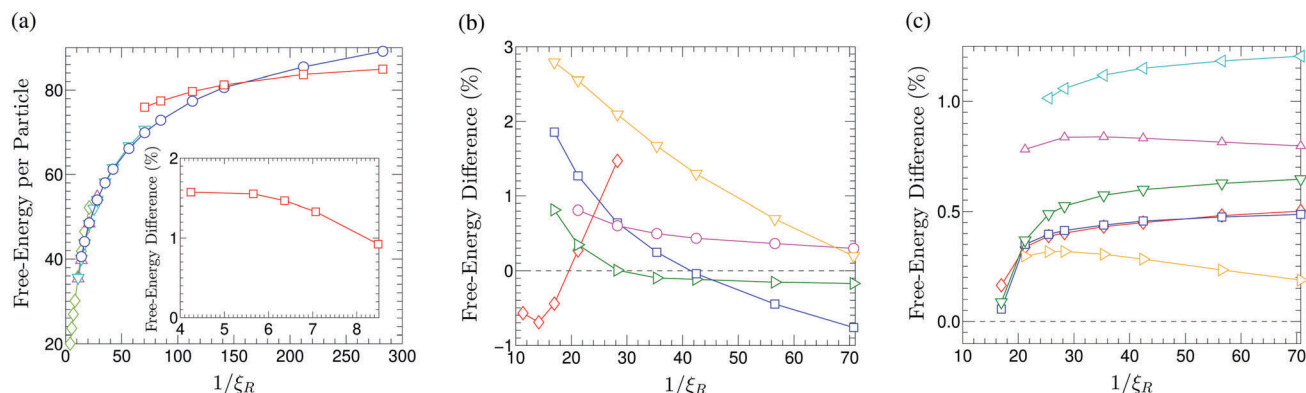 (a)
Free-Energy per Particle
80
60
40
20
0 50 100 150 200 250 300
1/ξ_R
Free-Energy Difference (%)
2
1
0
4 5 6 7 8
(b)
Free-Energy Difference (%)
3
2
1
0
−1
10 20 30 40 50 60 70
1/ξ_R
(c)
Free-Energy Difference (%)
1.0
0.5
0.0
10 20 30 40 50 60 70
1/ξ_R